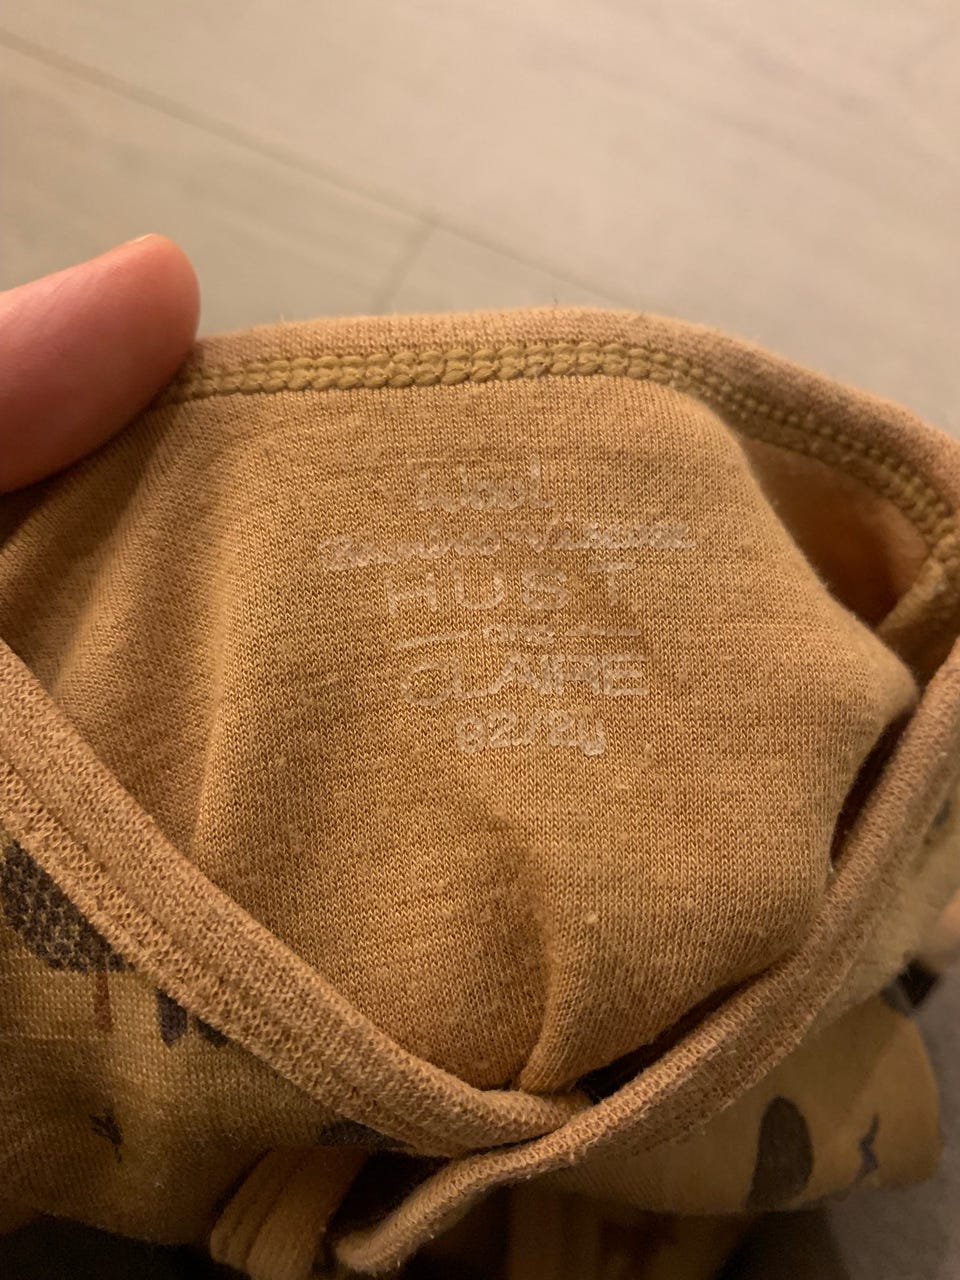 Wool
Bamboo-Viscose
HUST
and
CLAIRE
92/2y